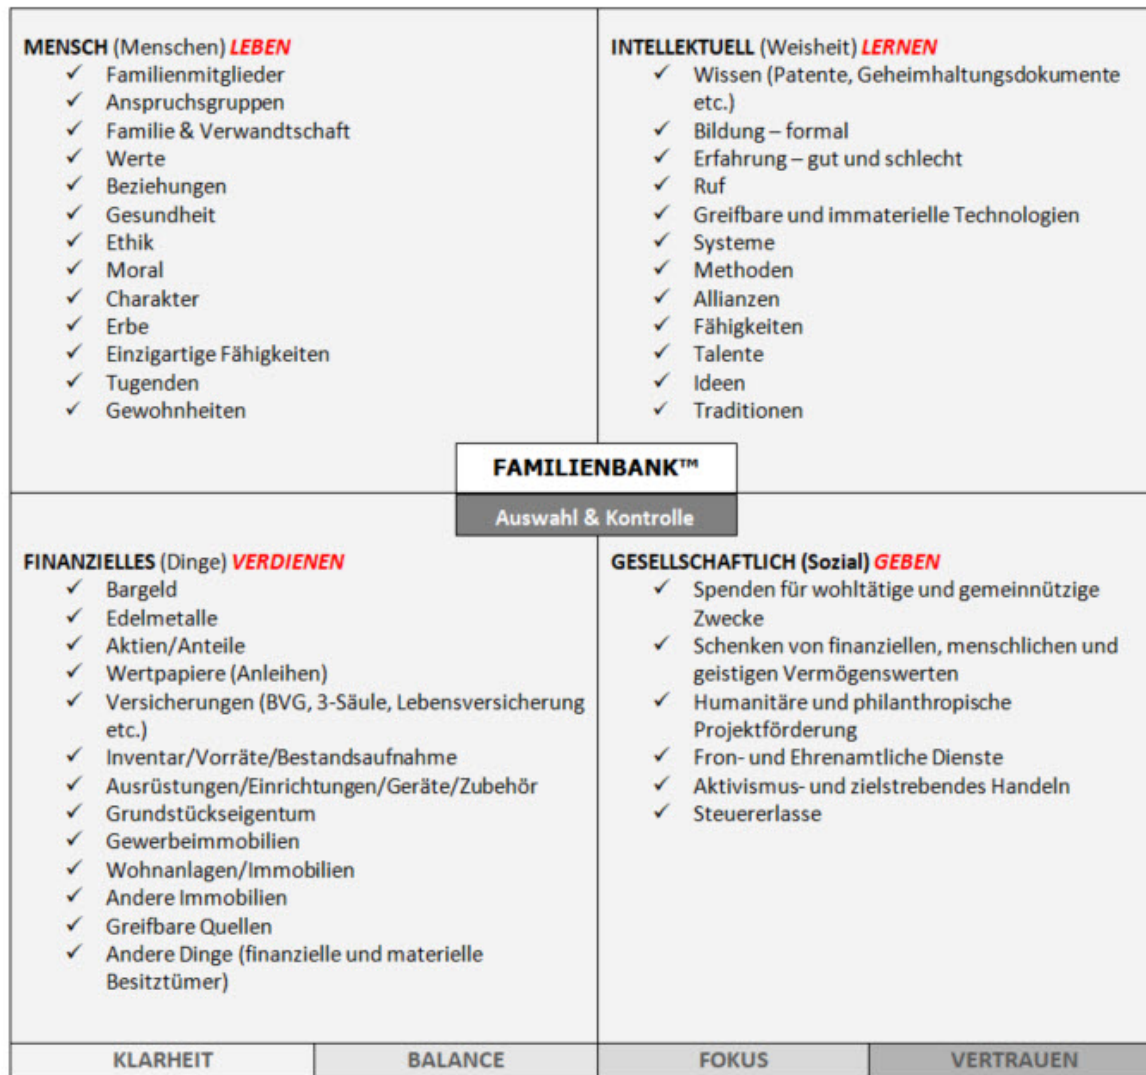 MENSCH (Menschen) LEBEN
✓ Familienmitglieder
✓ Anspruchsgruppen
✓ Familie & Verwandtschaft
✓ Werte
✓ Beziehungen
✓ Gesundheit
✓ Ethik
✓ Moral
✓ Charakter
✓ Erbe
✓ Einzigartige Fähigkeiten
✓ Tugenden
✓ Gewohnheiten
INTELLEKTUELL (Weisheit) LERNEN
✓ Wissen (Patente, Geheimhaltungsdokumente
etc.)
✓ Bildung – formal
✓ Erfahrung – gut und schlecht
✓ Ruf
✓ Greifbare und immaterielle Technologien
✓ Systeme
✓ Methoden
✓ Allianzen
✓ Fähigkeiten
✓ Talente
✓ Ideen
✓ Traditionen
FAMILIENBANK™
Auswahl & Kontrolle
FINANZIELLES (Dinge) VERDIENEN
✓ Bargeld
✓ Edelmetalle
✓ Aktien/Anteile
✓ Wertpapiere (Anleihen)
✓ Versicherungen (BVG, 3-Säule, Lebensversicherung
etc.)
✓ Inventar/Vorräte/Bestandsaufnahme
✓ Ausrüstungen/Einrichtungen/Geräte/Zubehör
✓ Grundstückseigentum
✓ Gewerbeimmobilien
✓ Wohnanlagen/Immobilien
✓ Andere Immobilien
✓ Greifbare Quellen
✓ Andere Dinge (finanzielle und materielle
Besitztümer)
GESELLSCHAFTLICH (Sozial) GEBEN
✓ Spenden für wohltätige und gemeinnützige
Zwecke
✓ Schenken von finanziellen, menschlichen und
geistigen Vermögenswerten
✓ Humanitäre und philanthropische
Projektförderung
✓ Fron- und Ehrenamtliche Dienste
✓ Aktivismus- und zielstrebendes Handeln
✓ Steuererlasse
KLARHEIT BALANCE FOKUS VERTRAUEN